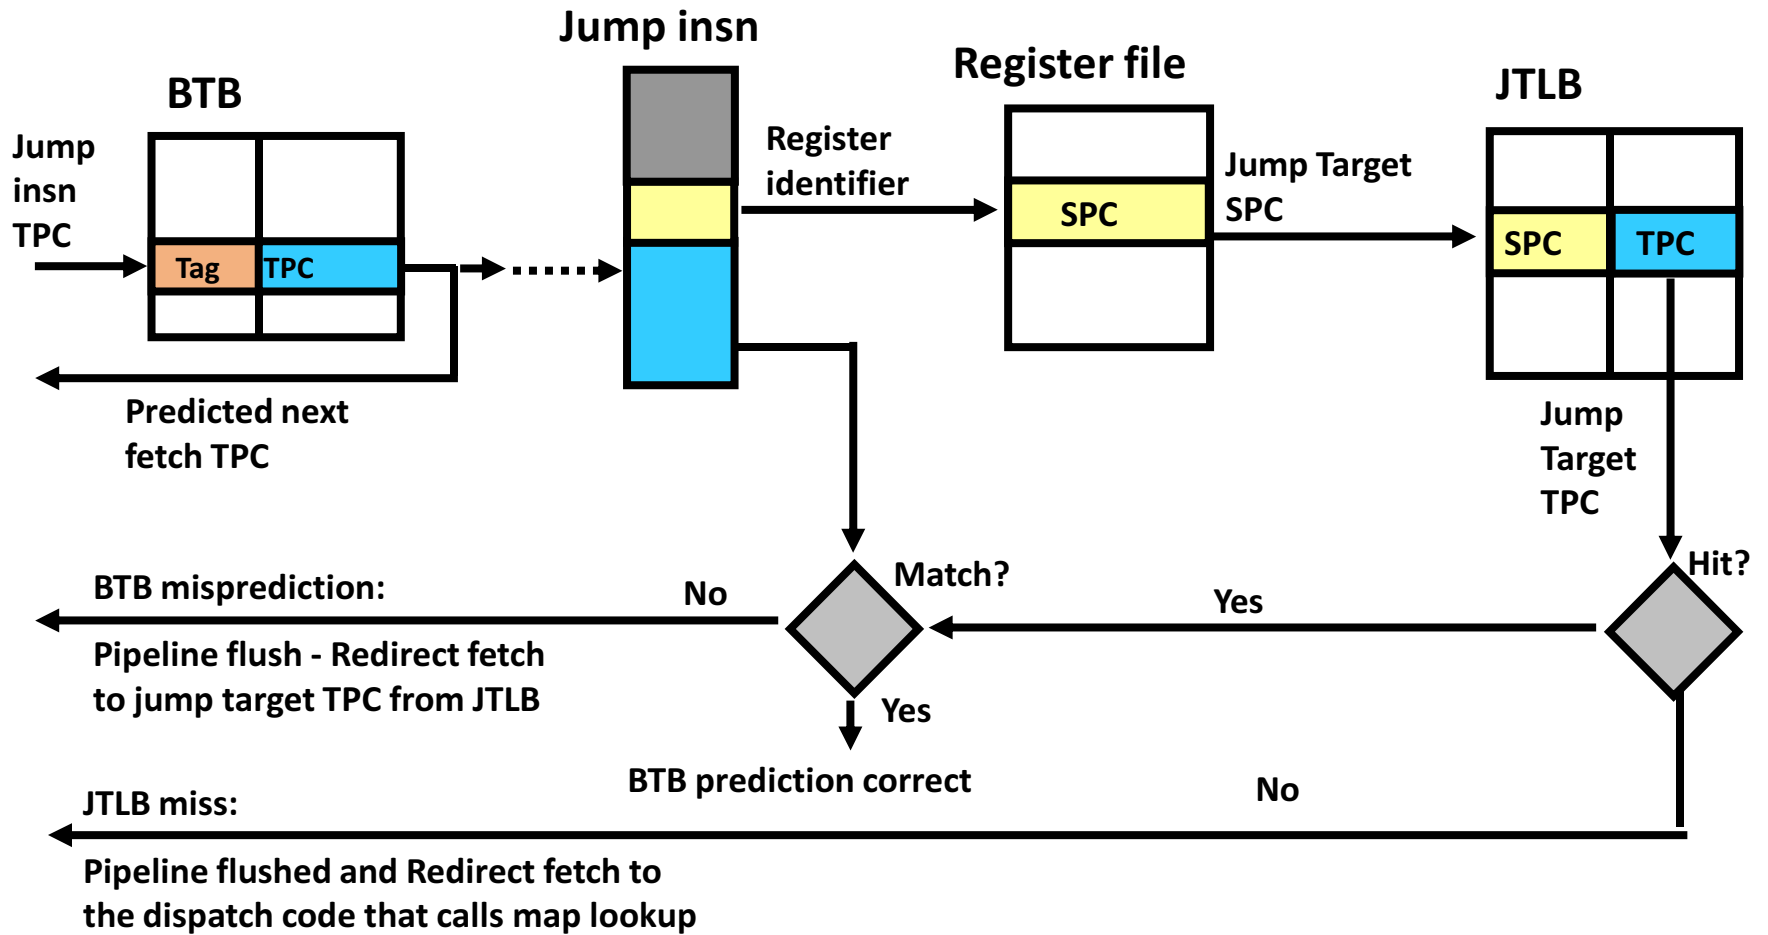 Jump insn
Register file
JTLB
BTB
Jump
insn
TPC
Register
identifier
Jump Target
SPC
SPC
SPC
TPC
Tag
TPC
Predicted next
fetch TPC
Jump
Target
TPC
Hit?
Match?
BTB misprediction:
No
Yes
Pipeline flush - Redirect fetch
to jump target TPC from JTLB
Yes
BTB prediction correct
No
JTLB miss:
Pipeline flushed and Redirect fetch to
the dispatch code that calls map lookup